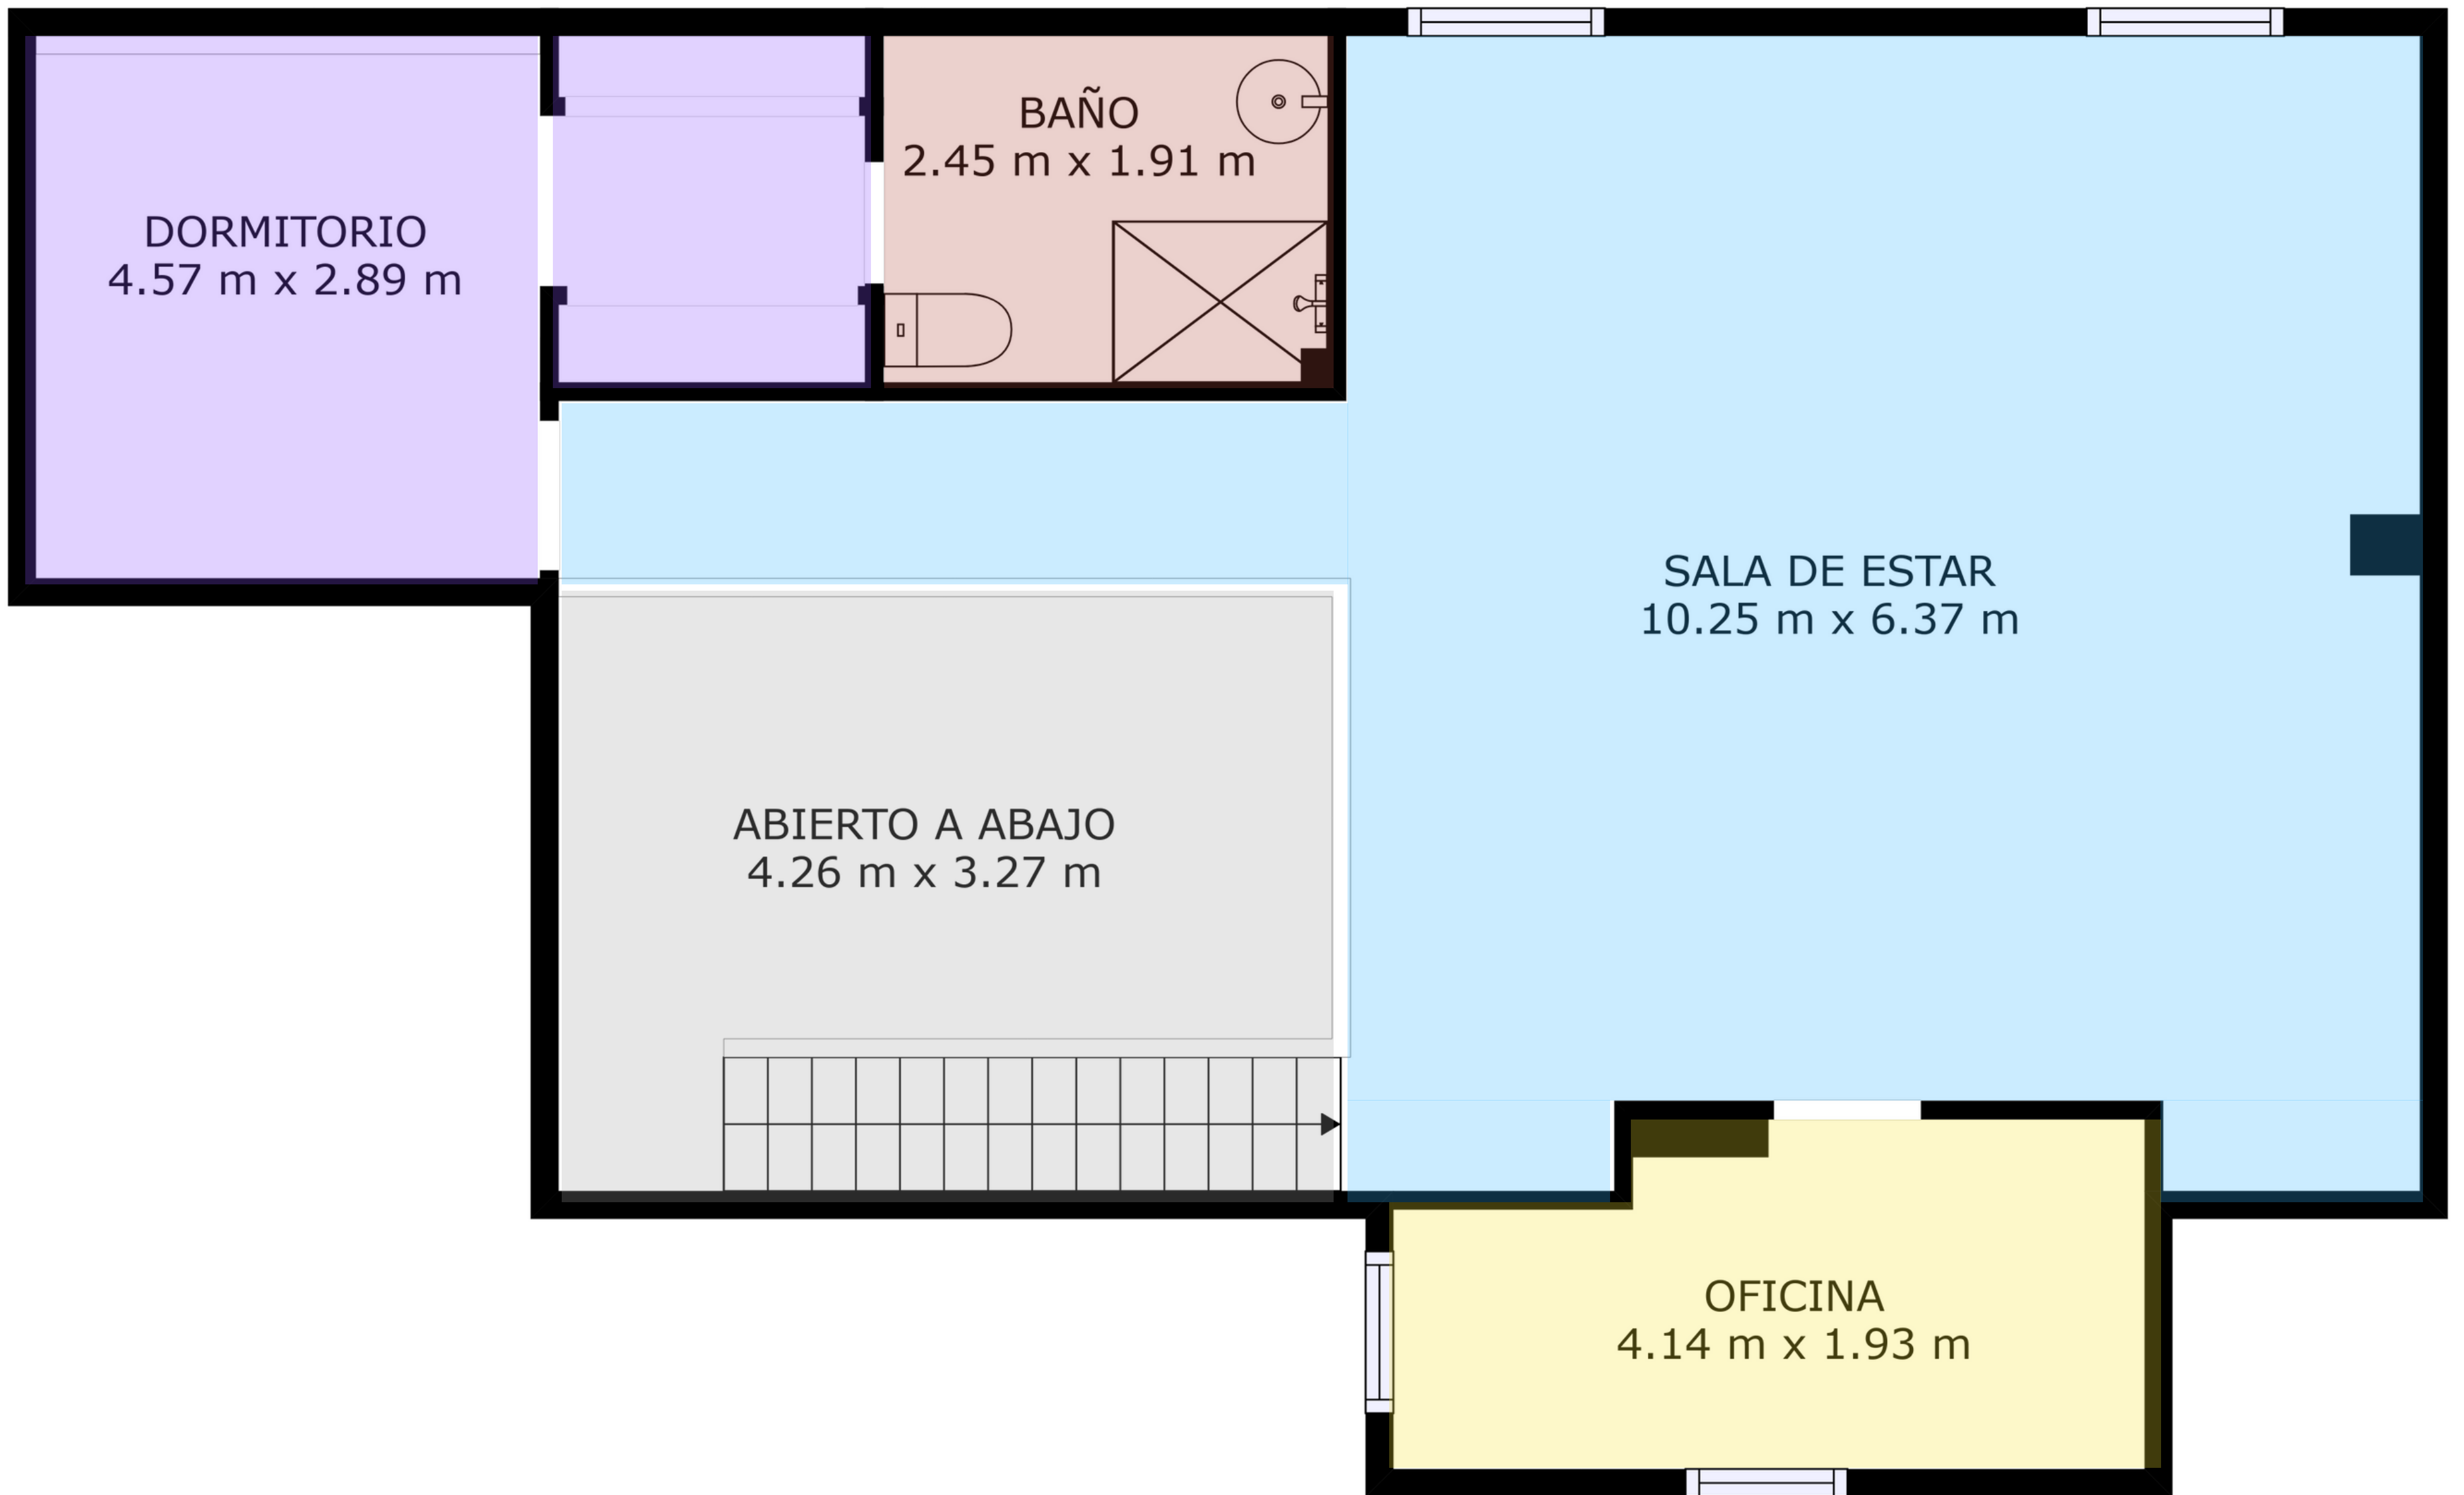 BAÑO
2.45 m x 1.91 m
DORMITORIO
4.57 m x 2.89 m
SALA DE ESTAR
10.25 m x 6.37 m
ABIERTO A ABAJO
4.26 m x 3.27 m
OFICINA
4.14 m x 1.93 m